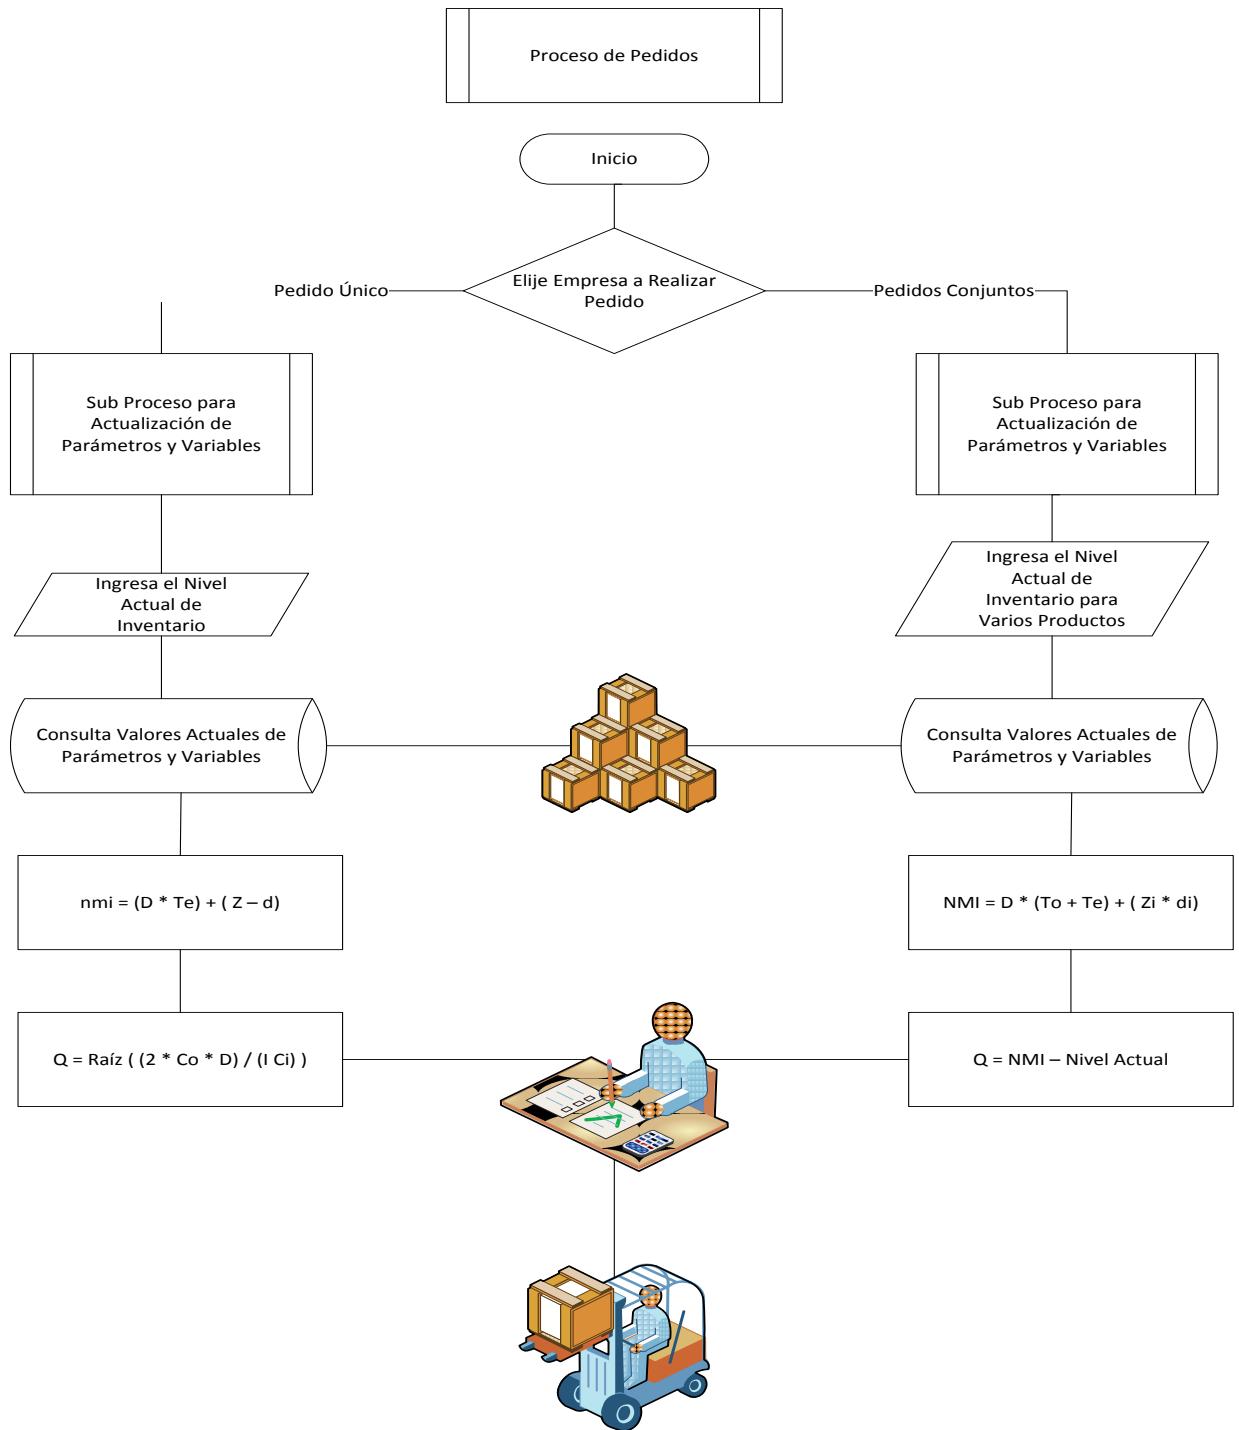 Proceso de Pedidos
Inicio
Elije Empresa a Realizar
Pedido
Pedido Único
Pedidos Conjuntos
Sub Proceso para
Actualización de
Parámetros y Variables
Sub Proceso para
Actualización de
Parámetros y Variables
Ingresa el Nivel
Actual de
Inventario
Ingresa el Nivel
Actual de
Inventario para
Varios Productos
Consulta Valores Actuales de
Parámetros y Variables
Consulta Valores Actuales de
Parámetros y Variables
nmi = (D * Te) + ( Z – d)
NMI = D * (To + Te) + ( Zi * di)
Q = Raíz ( (2 * Co * D) / (I Ci) )
Q = NMI – Nivel Actual